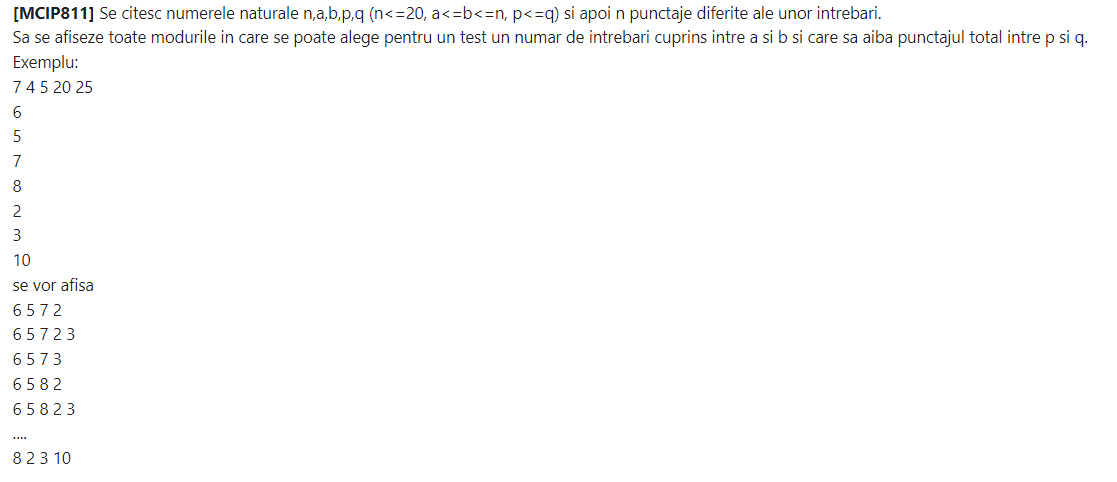 [MCIP811] Se citesc numerele naturale n,a,b,p,q (n<=20, a<=b<=n, p<=q) si apoi n punctaje diferite ale unor intrebari.
Sa se afiseze toate modurile in care se poate alege pentru un test un numar de intrebari cuprins intre a si b si care sa aiba punctajul total intre p si q.
Exemplu:
7 4 5 20 25
6
5
7
8
2
3
10
se vor afisa
6 5 7 2
6 5 7 2 3
6 5 7 3
6 5 8 2
6 5 8 2 3
....
8 2 3 10